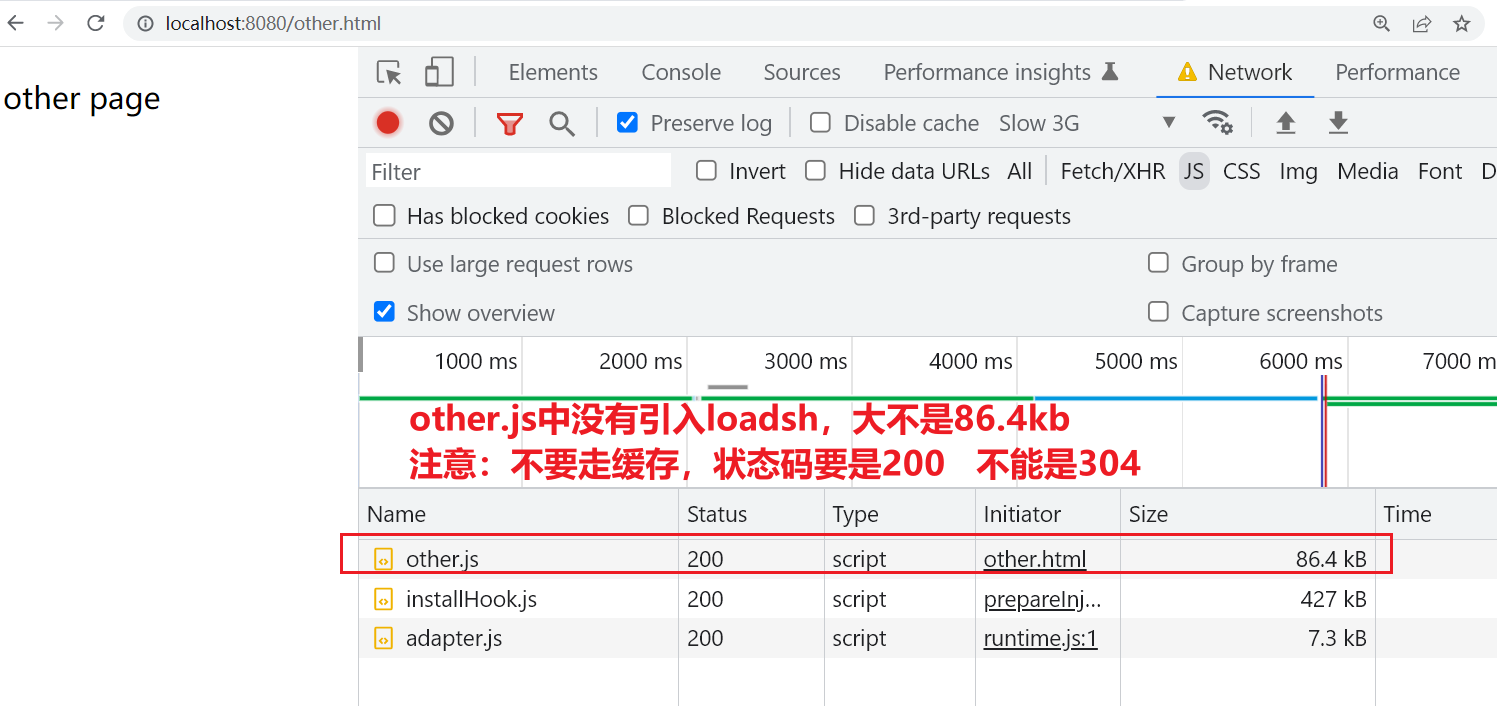 localhost:8080/other.html
other page
Elements Console Sources Performance insights Network Performance
Preserve log Disable cache Slow 3G
Filter Invert Hide data URLs All Fetch/XHR JS CSS Img Media Font D
Has blocked cookies Blocked Requests 3rd-party requests
Use large request rows Group by frame
Show overview Capture screenshots
1000 ms 2000 ms 3000 ms 4000 ms 5000 ms 6000 ms 7000 m
other.js中没有引入loadsh，大不是86.4kb
注意：不要走缓存，状态码要是200 不能是304
Name Status Type Initiator Size Time
other.js 200 script other.html 86.4 kB
installHook.js 200 script prepareInj... 427 kB
adapter.js 200 script runtime.js:1 7.3 kB